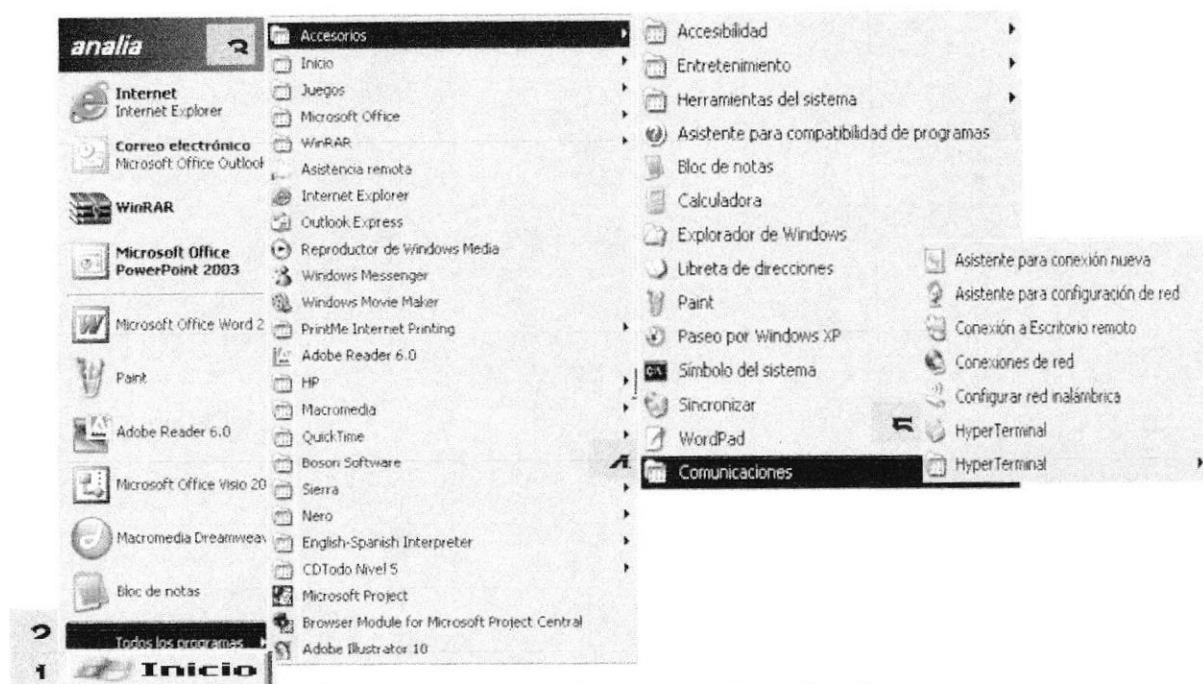 analia
3
Internet
Internet Explorer
Correo electrónico
Microsoft Office Outlook
WinRAR
Microsoft Office
PowerPoint 2003
Microsoft Office Word 2
Paint
Adobe Reader 6.0
Microsoft Office Visio 20
Macromedia Dreamweav
Bloc de notas
2
Todos los programas
1
Inicio
Accesorios
Inicio
Juegos
Microsoft Office
WinRAR
Asistencia remota
Internet Explorer
Outlook Express
Reproductor de Windows Media
Windows Messenger
Windows Movie Maker
PrintMe Internet Printing
Adobe Reader 6.0
HP
Macromedia
QuickTime
Boson Software
Sierra
Nero
English-Spanish Interpreter
CDTodo Nivel 5
Microsoft Project
Browser Module for Microsoft Project Central
Adobe Illustrator 10
4
Accesibilidad
Entretenimiento
Herramientas del sistema
Asistente para compatibilidad de programas
Bloc de notas
Calculadora
Explorador de Windows
Libreta de direcciones
Paint
Paseo por Windows XP
Símbolo del sistema
Sincronizar
WordPad
Comunicaciones
5
Asistente para conexión nueva
Asistente para configuración de red
Conexión a Escritorio remoto
Conexiones de red
Configurar red inalámbrica
HyperTerminal
HyperTerminal